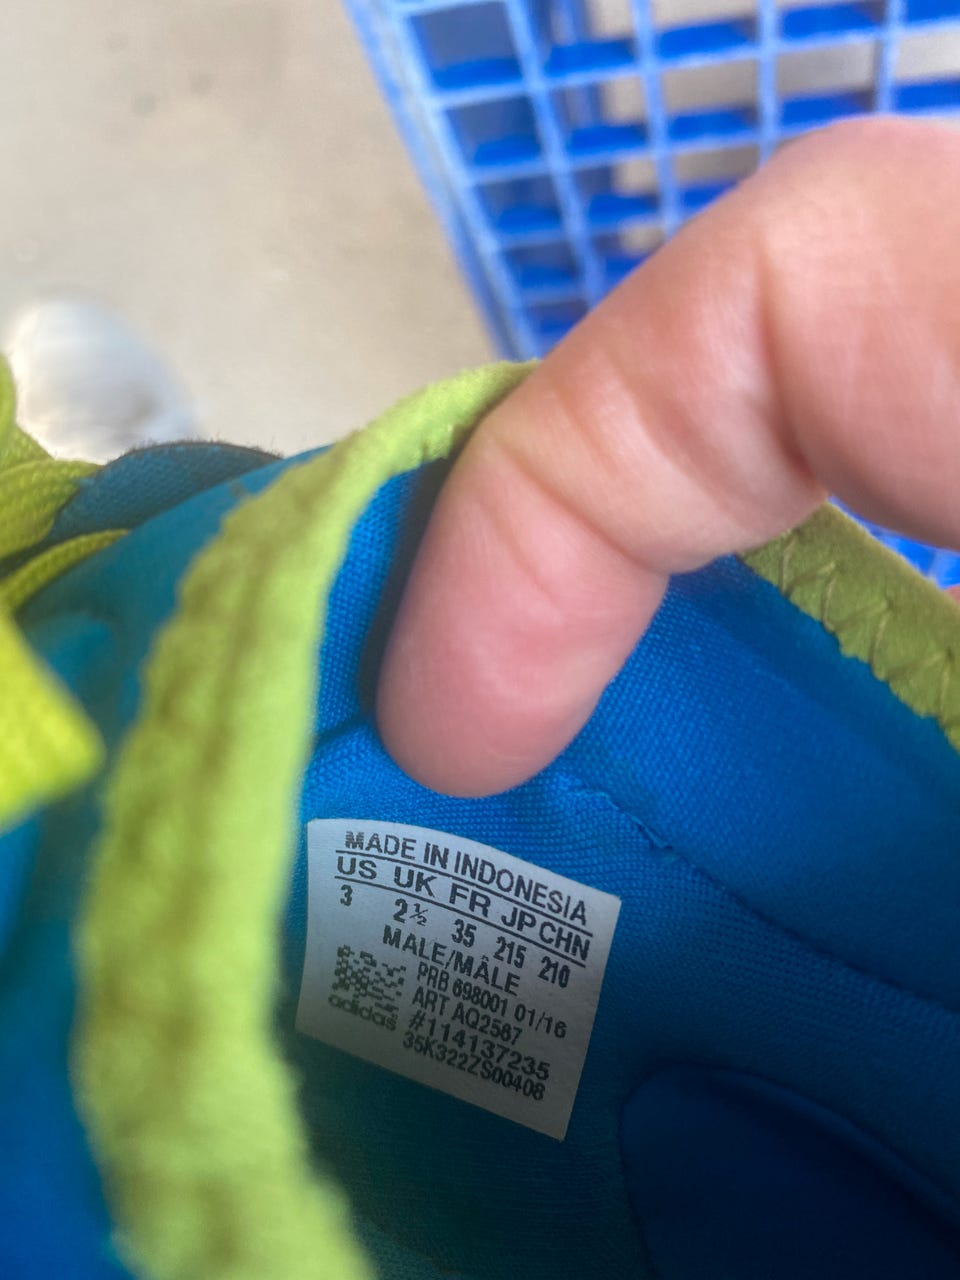 MADE IN INDONESIA
US UK FR JP CHN
3 2½ 35 215 210
MALE/MÂLE
PRB 698001 01/16
ART AQ2587
#114137235
35K322ZS00408
adidas